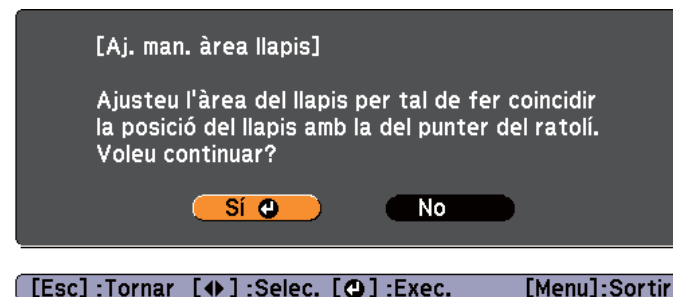 [Aj. man. àrea llapis]
Ajusteu l'àrea del llapis per tal de fer coincidir
la posició del llapis amb la del punter del ratolí.
Voleu continuar?
Sí No
[Esc] :Tornar [◆] :Selec. [↵] :Exec. [Menu]:Sortir